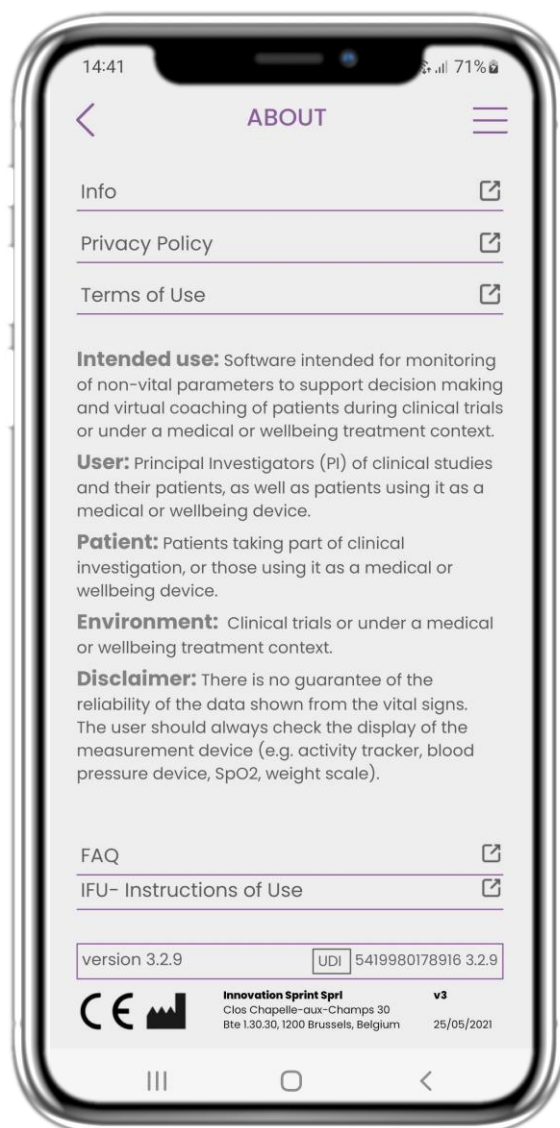 14:41
71%
ABOUT
Info
Privacy Policy
Terms of Use
Intended use: Software intended for monitoring
of non-vital parameters to support decision making
and virtual coaching of patients during clinical trials
or under a medical or wellbeing treatment context.
User: Principal Investigators (PI) of clinical studies
and their patients, as well as patients using it as a
medical or wellbeing device.
Patient: Patients taking part of clinical
investigation, or those using it as a medical or
wellbeing device.
Environment: Clinical trials or under a medical
or wellbeing treatment context.
Disclaimer: There is no guarantee of the
reliability of the data shown from the vital signs.
The user should always check the display of the
measurement device (e.g. activity tracker, blood
pressure device, SpO2, weight scale).
FAQ
IFU- Instructions of Use
version 3.2.9 UDI 5419980178916 3.2.9
CE Innovation Sprint Sprl v3
Clos Chapelle-aux-Champs 30
Bte 1.30.30, 1200 Brussels, Belgium 25/05/2021